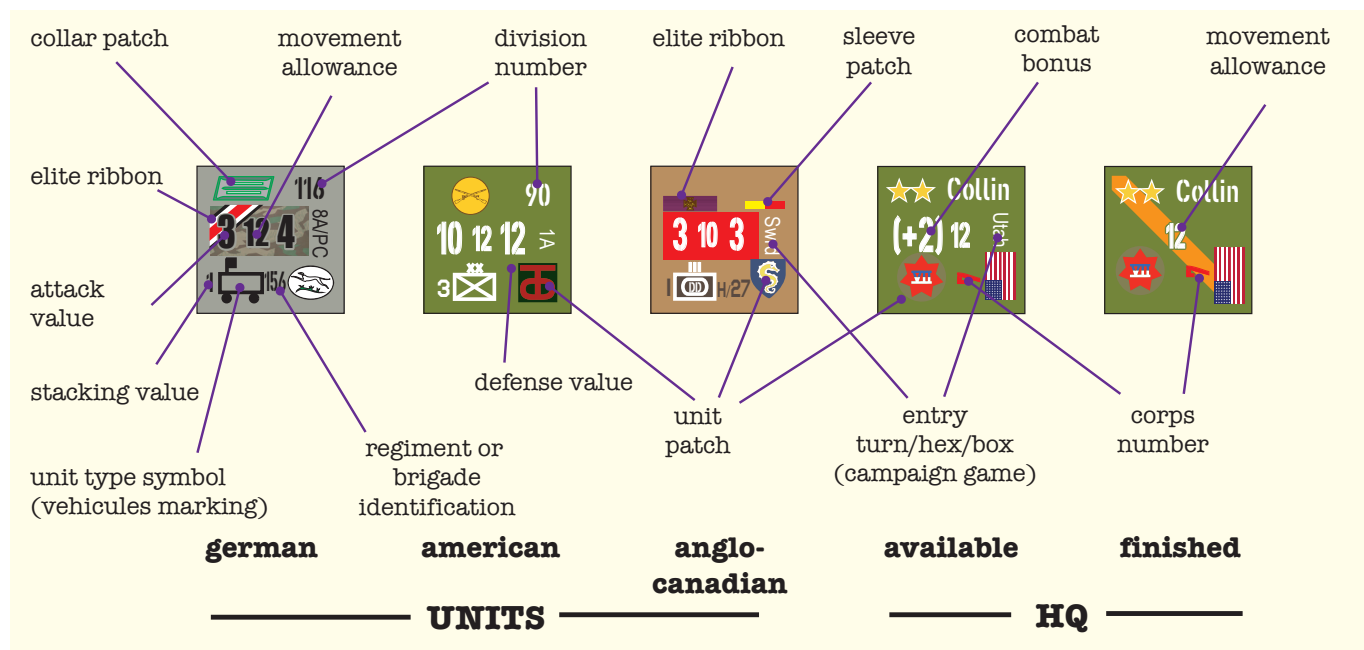 collar patch
movement
allowance
division
number
elite ribbon
sleeve
patch
combat
bonus
movement
allowance
elite ribbon
attack
value
stacking value
unit type symbol
(vehicules marking)
regiment or
brigade
identification
defense value
unit
patch
entry
turn/hex/box
(campaign game)
corps
number
116
3 12 4
8A/PC
1
156
90
10 12 12
1A
3
3 10 3
Sw.J
I
DD
H/27
Collin
(+2) 12
Utah
Collin
12
german
american
anglo-
canadian
available
finished
UNITS
HQ